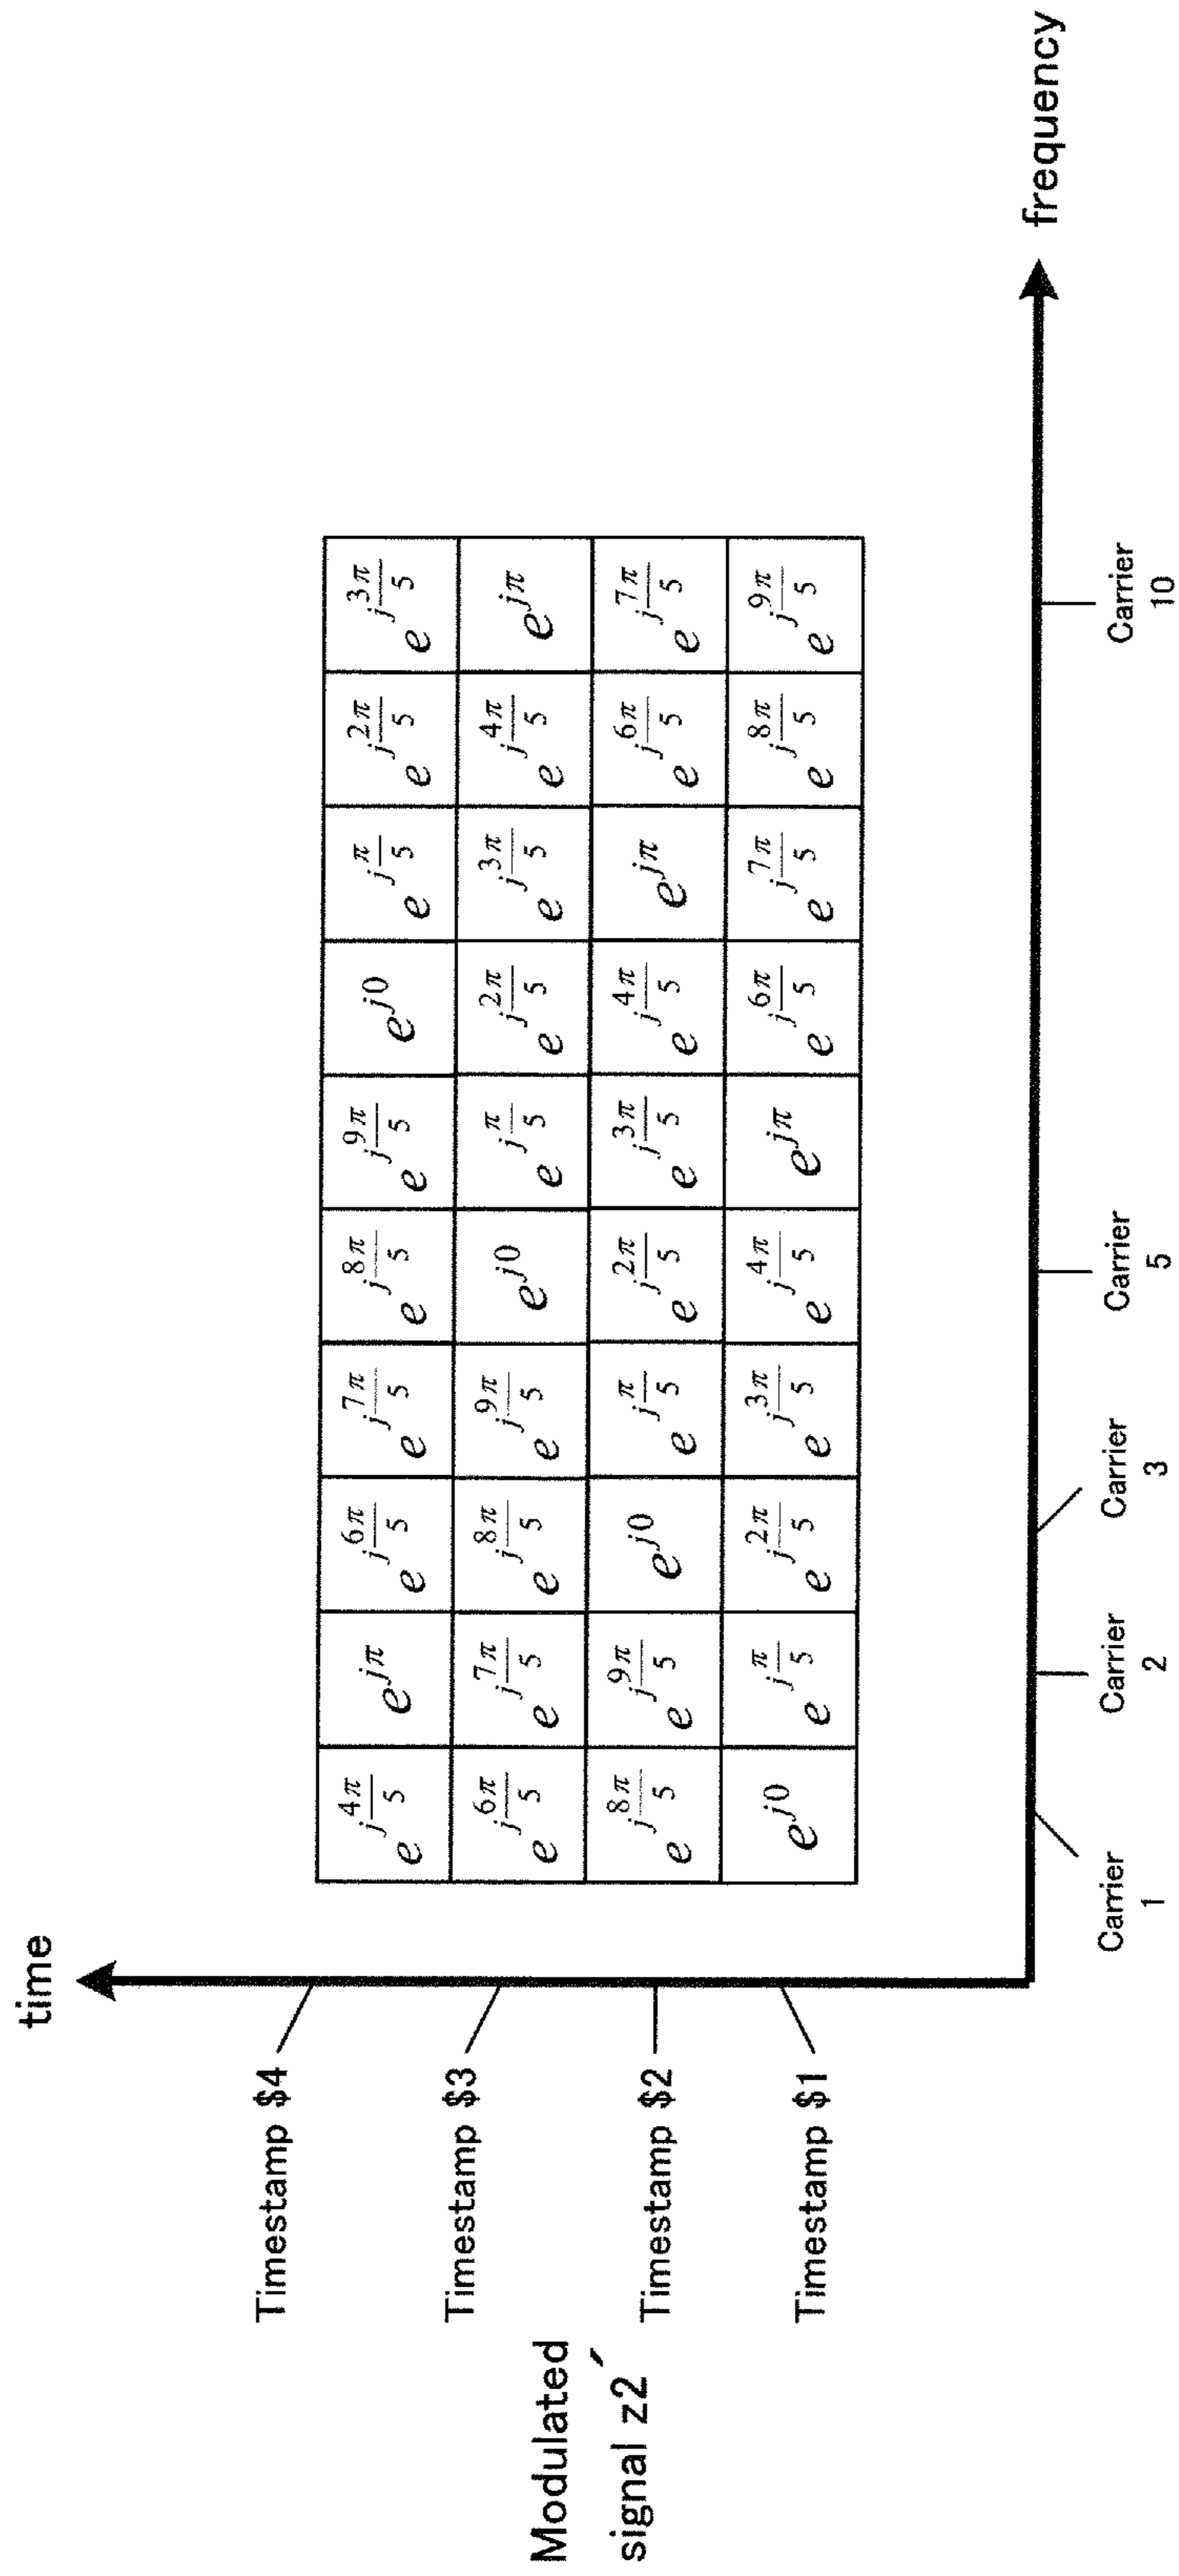 time
Timestamp $4
e^{j4π/5} e^{jπ} e^{j6π/5} e^{j7π/5} e^{j8π/5} e^{j9π/5} e^{j0} e^{jπ/5} e^{j2π/5} e^{j3π/5}
Timestamp $3
e^{j6π/5} e^{j7π/5} e^{j8π/5} e^{j9π/5} e^{j0} e^{jπ/5} e^{j2π/5} e^{j3π/5} e^{j4π/5} e^{jπ}
Modulated
signal z2´
Timestamp $2
e^{j8π/5} e^{j9π/5} e^{j0} e^{jπ/5} e^{j2π/5} e^{j3π/5} e^{j4π/5} e^{jπ} e^{j6π/5} e^{j7π/5}
Timestamp $1
e^{j0} e^{jπ/5} e^{j2π/5} e^{j3π/5} e^{j4π/5} e^{jπ} e^{j6π/5} e^{j7π/5} e^{j8π/5} e^{j9π/5}
frequency
Carrier
1
Carrier
2
Carrier
3
Carrier
5
Carrier
10